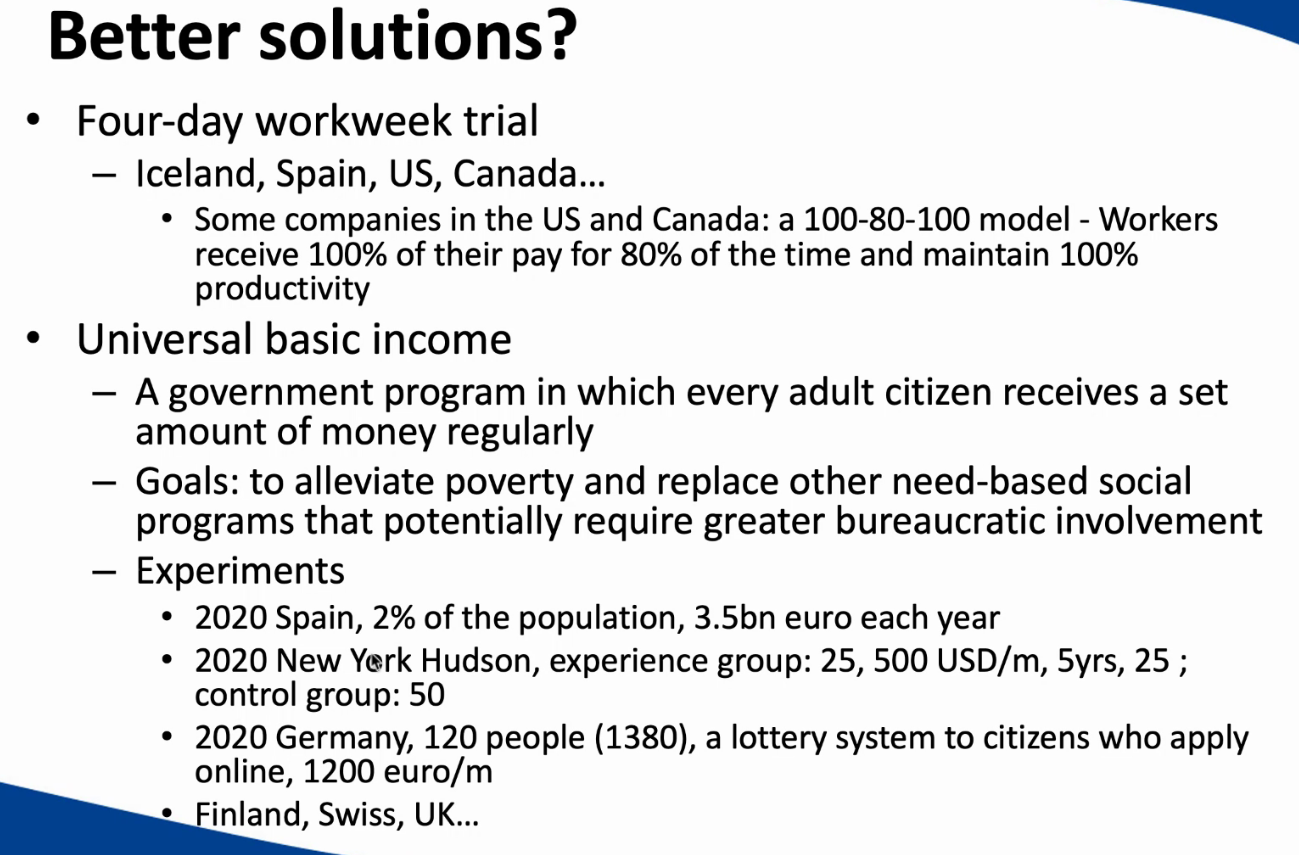 Better solutions?
• Four-day workweek trial
– Iceland, Spain, US, Canada...
• Some companies in the US and Canada: a 100-80-100 model - Workers
receive 100% of their pay for 80% of the time and maintain 100%
productivity
• Universal basic income
– A government program in which every adult citizen receives a set
amount of money regularly
– Goals: to alleviate poverty and replace other need-based social
programs that potentially require greater bureaucratic involvement
– Experiments
• 2020 Spain, 2% of the population, 3.5bn euro each year
• 2020 New York Hudson, experience group: 25, 500 USD/m, 5yrs, 25 ;
control group: 50
• 2020 Germany, 120 people (1380), a lottery system to citizens who apply
online, 1200 euro/m
• Finland, Swiss, UK...